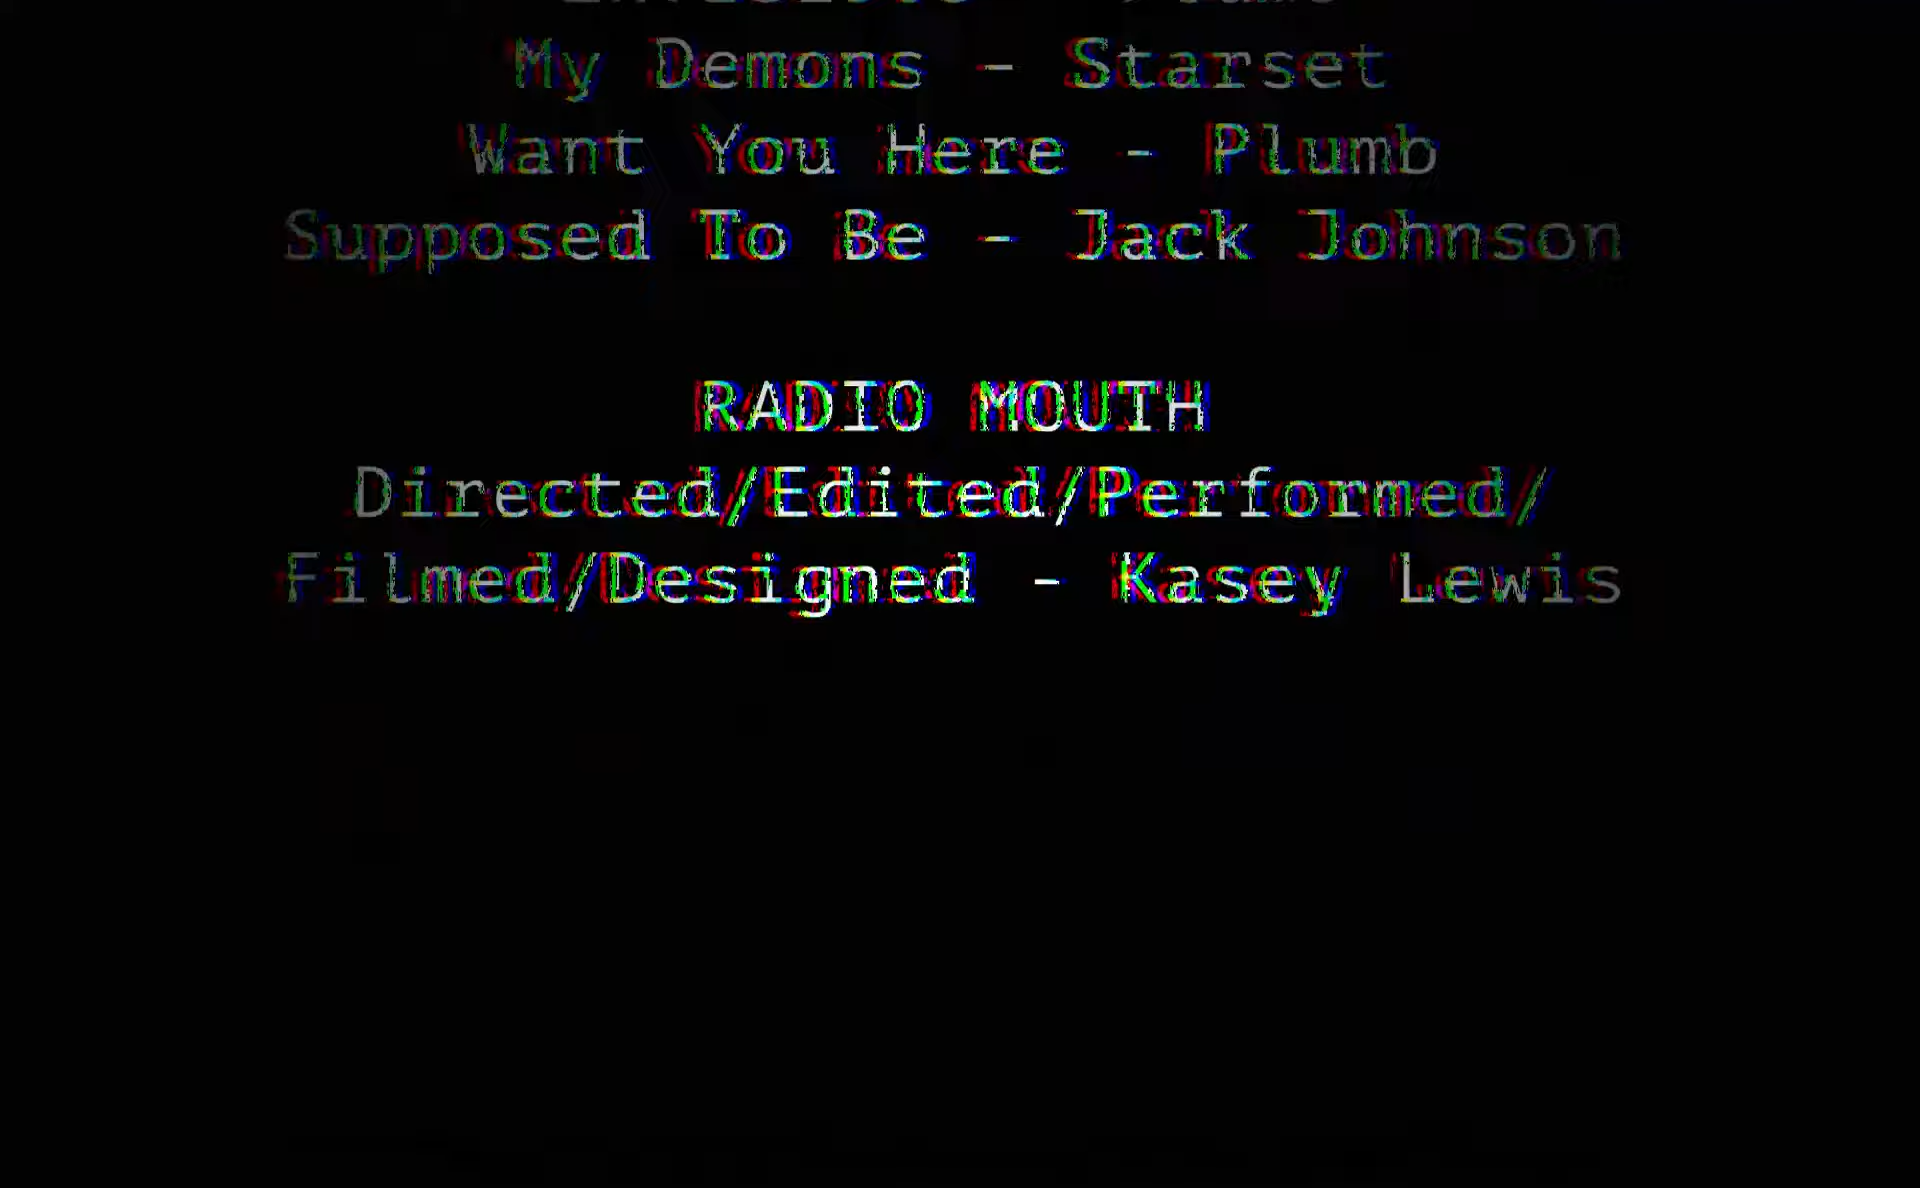 My Demons - Starset
Want You Here - Plumb
Supposed To Be - Jack Johnson
RADIO MOUTH
Directed/Edited/Performed/
Filmed/Designed - Kasey Lewis